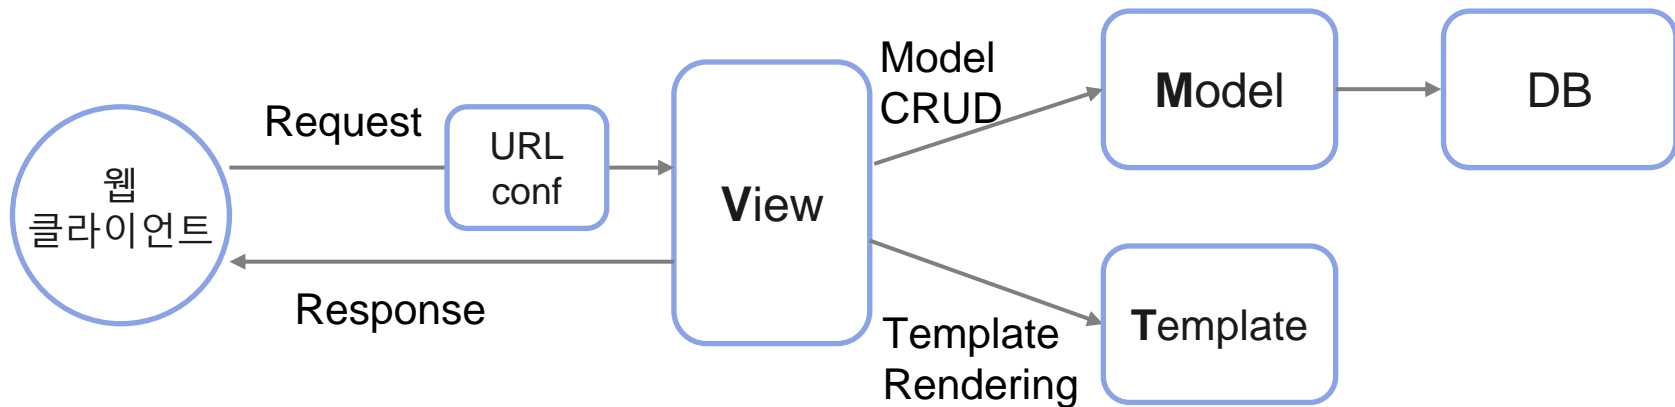 웹
클라이언트
Request
URL
conf
Response
View
Model
CRUD
Model
DB
Template
Rendering
Template